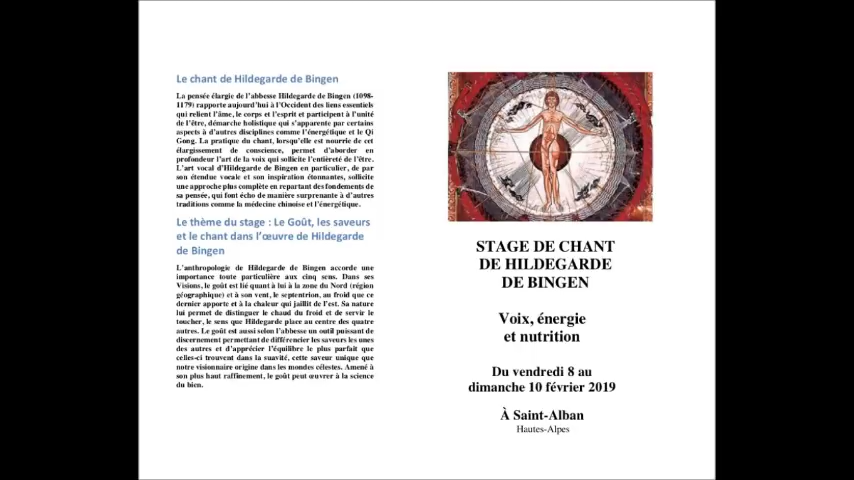 Le chant de Hildegarde de Bingen
La pensée élargie de l'abbesse Hildegarde de Bingen (1098-
1179) rapporte aujourd'hui à l'Occident des liens essentiels
qui relient l'âme, le corps et l'esprit et participent à l'unité
de l'être, démarche holistique qui s'apparente par certains
aspects à d'autres disciplines comme l'énergétique et le Qi
Gong. La pratique du chant, lorsqu'elle est nourrie de cet
élargissement de conscience, permet d'aborder en
profondeur l'art de la voix qui sollicite l'entièreté de l'être.
L'art vocal d'Hildegarde de Bingen en particulier, de par
son étendue vocale et son inspiration étonnantes, sollicite
une approche plus complète en repartant des fondements de
sa pensée, qui font écho de manière surprenante à d'autres
traditions comme la médecine chinoise et l'énergétique.
Le thème du stage : Le Goût, les saveurs
et le chant dans l'œuvre de Hildegarde
de Bingen
L'anthropologie de Hildegarde de Bingen accorde une
importance toute particulière aux cinq sens. Dans ses
Visions, le goût est lié quant à lui à la zone du Nord (région
géographique) et à son vent, le septentrion, au froid que ce
dernier apporte et à la chaleur qui jaillit de l'est. Sa nature
lui permet de distinguer le chaud du froid et de servir le
toucher, le sens que Hildegarde place au centre des quatre
autres. Le goût est aussi selon l'abbesse un outil puissant de
discernement permettant de différencier les saveurs les unes
des autres et d'apprécier l'équilibre le plus parfait que
celles-ci trouvent dans la suavité, cette saveur unique que
notre visionnaire origine dans les mondes célestes. Amené à
son plus haut raffinement, le goût peut œuvrer à la science
du bien.
STAGE DE CHANT
DE HILDEGARDE
DE BINGEN
Voix, énergie
et nutrition
Du vendredi 8 au
dimanche 10 février 2019
À Saint-Alban
Hautes-Alpes